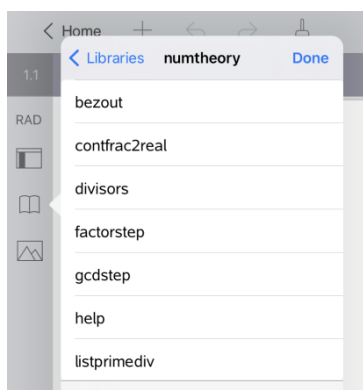 Home
Libraries numtheory Done
1.1
bezout
RAD
contfrac2real
divisors
factorstep
gcdstep
help
listprimediv